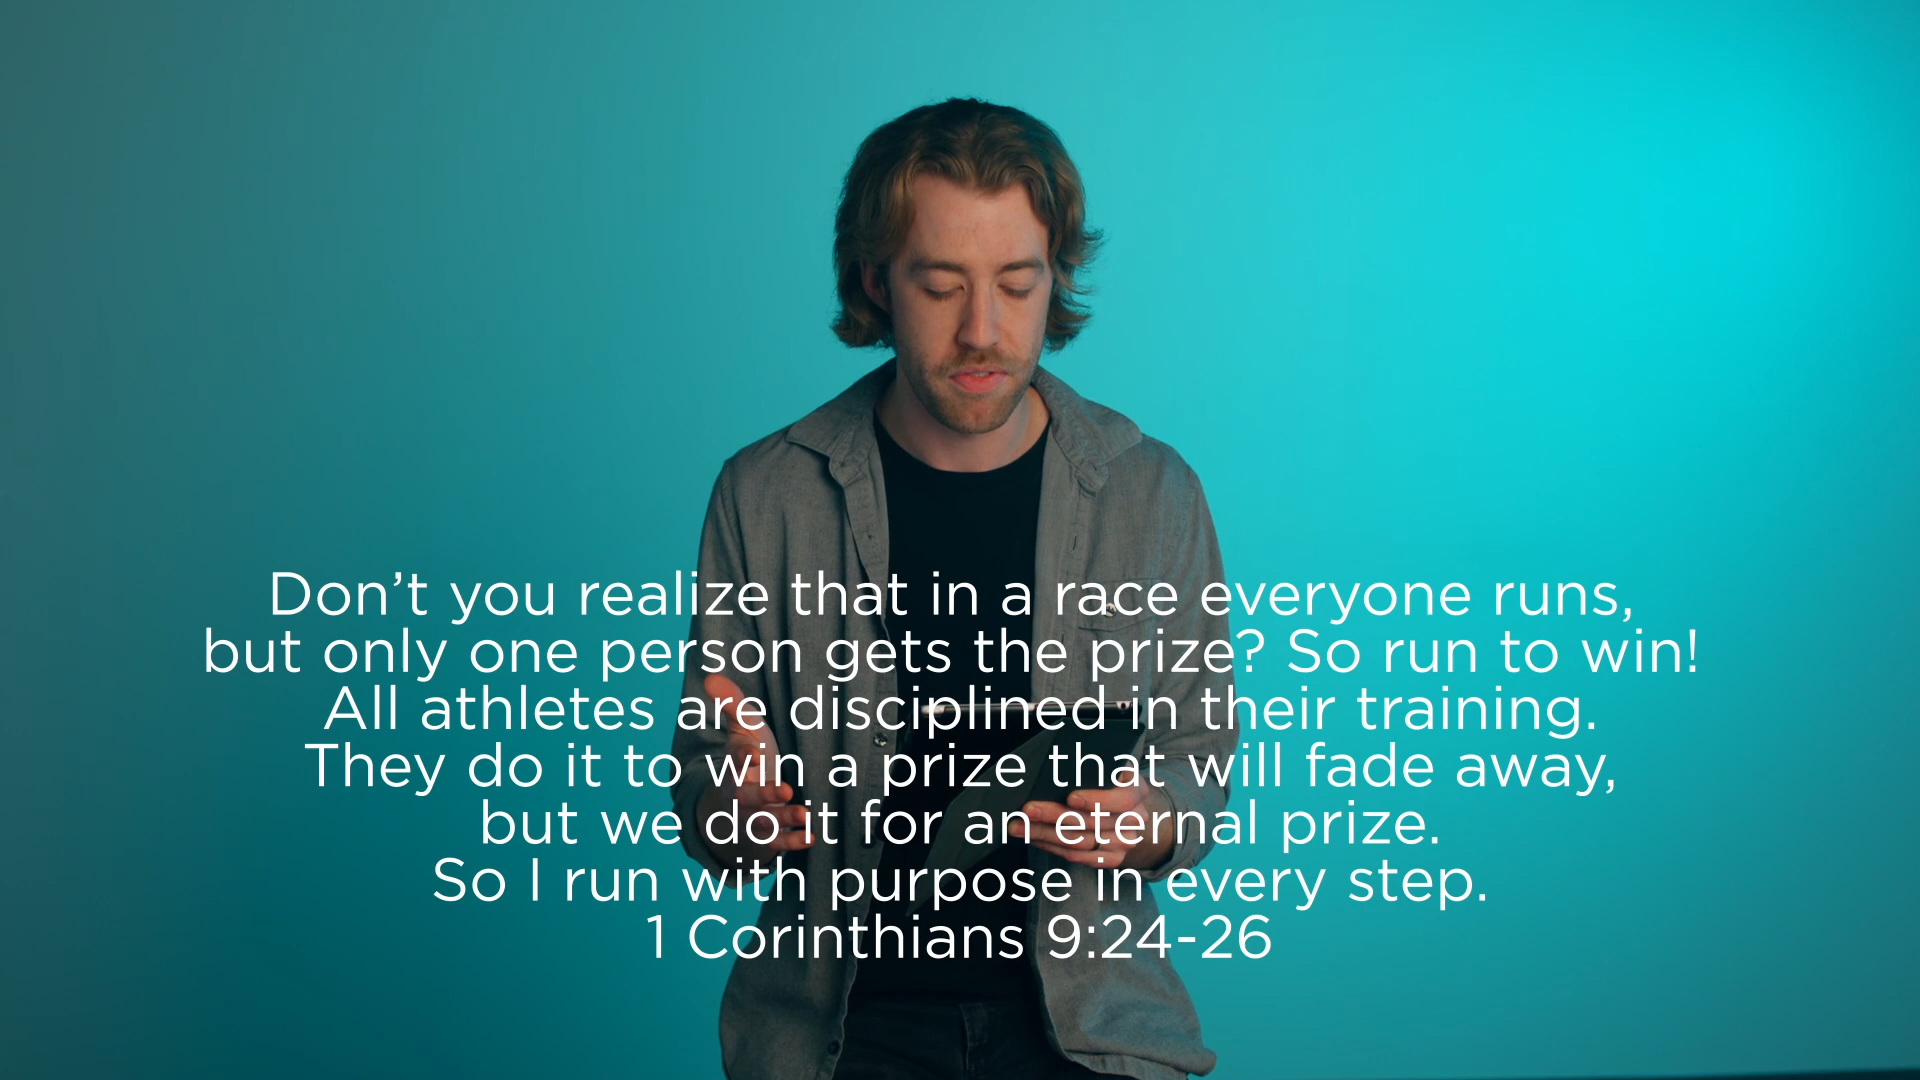 Don’t you realize that in a race everyone runs,
but only one person gets the prize? So run to win!
All athletes are disciplined in their training.
They do it to win a prize that will fade away,
but we do it for an eternal prize.
So I run with purpose in every step.
1 Corinthians 9:24-26